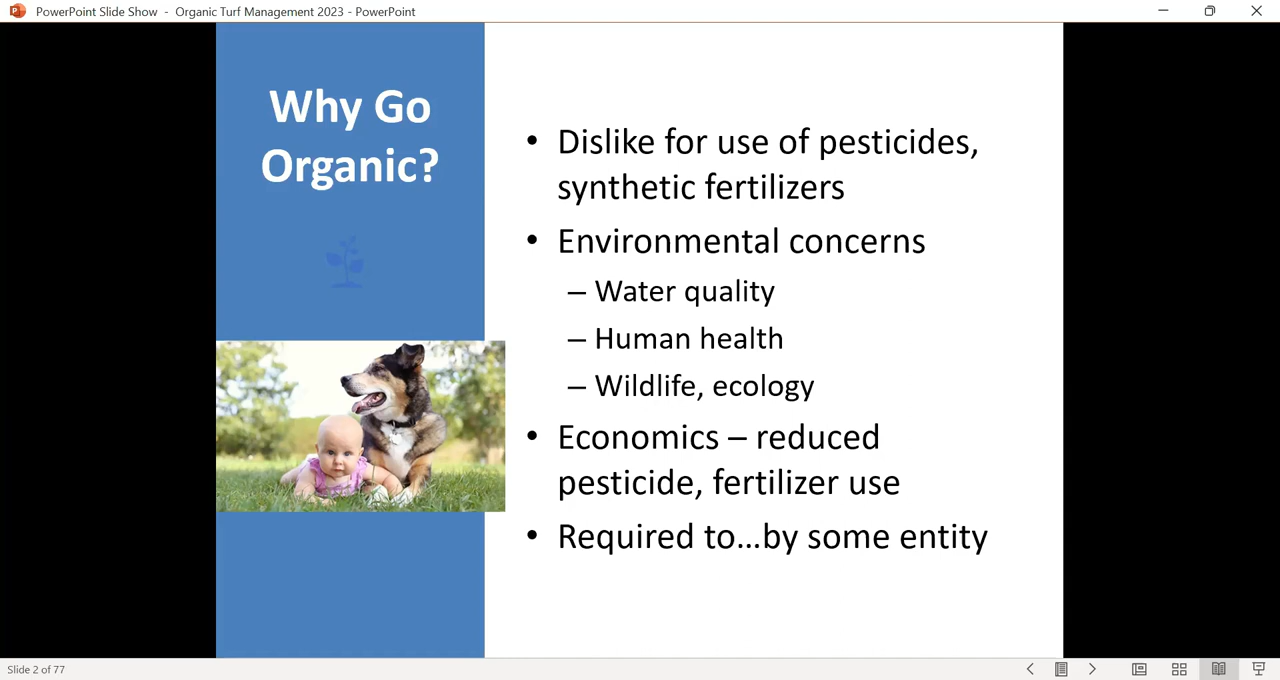 PowerPoint Slide Show - Organic Turf Management 2023 - PowerPoint
Why Go
Organic?
• Dislike for use of pesticides,
synthetic fertilizers
• Environmental concerns
– Water quality
– Human health
– Wildlife, ecology
• Economics – reduced
pesticide, fertilizer use
• Required to...by some entity
Slide 2 of 77